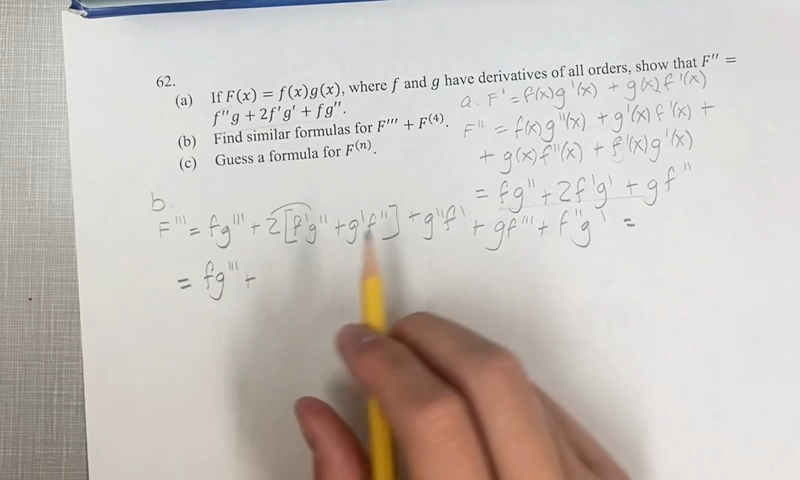 62.
(a) If F(x) = f(x)g(x), where f and g have derivatives of all orders, show that F'' =
f''g + 2f'g' + fg''.
(b) Find similar formulas for F''' + F⁽⁴⁾.
(c) Guess a formula for F⁽ⁿ⁾.
a. F' = f(x)g'(x) + g(x)f'(x)
F'' = f(x)g''(x) + g'(x)f'(x) +
+ g(x)f''(x) + f'(x)g'(x)
= fg'' + 2f'g' + gf''
b.
F''' = fg''' + 2[f'g'' + g'f''] + g''f' + gf''' + f''g' =
= fg''' +